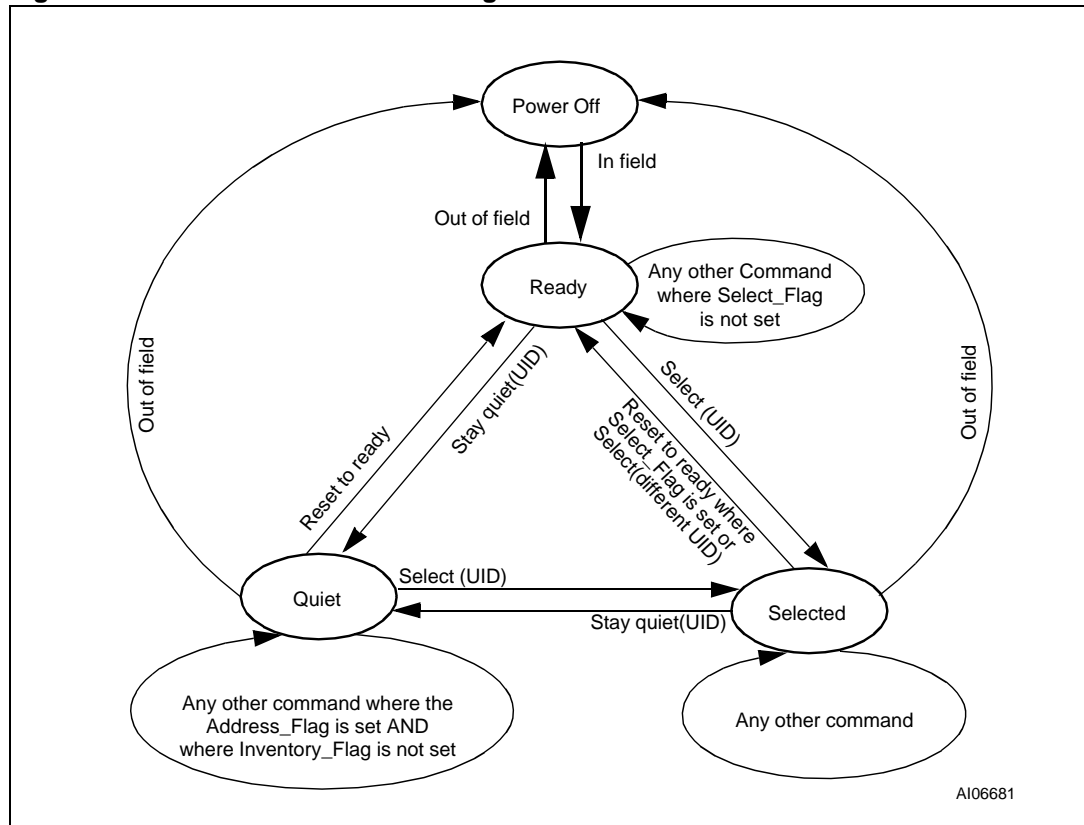 Power Off
In field
Out of field
Ready
Any other Command
where Select_Flag
is not set
Out of field
Out of field
Reset to ready
Stay quiet(UID)
Select (UID)
Reset to ready where
Select_Flag is set or
Select(different UID)
Quiet
Select (UID)
Stay quiet(UID)
Selected
Any other command where the
Address_Flag is set AND
where Inventory_Flag is not set
Any other command
AI06681